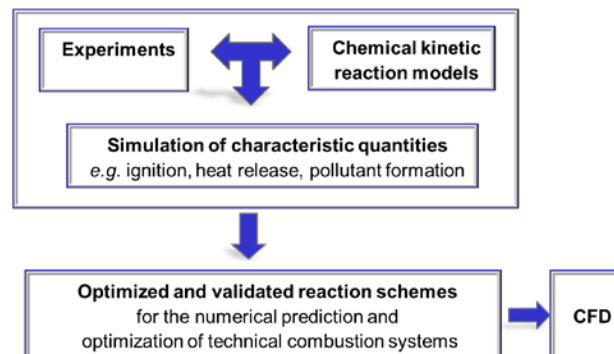 Experiments
Chemical kinetic
reaction models
Simulation of characteristic quantities
e.g. ignition, heat release, pollutant formation
Optimized and validated reaction schemes
for the numerical prediction and
optimization of technical combustion systems
CFD